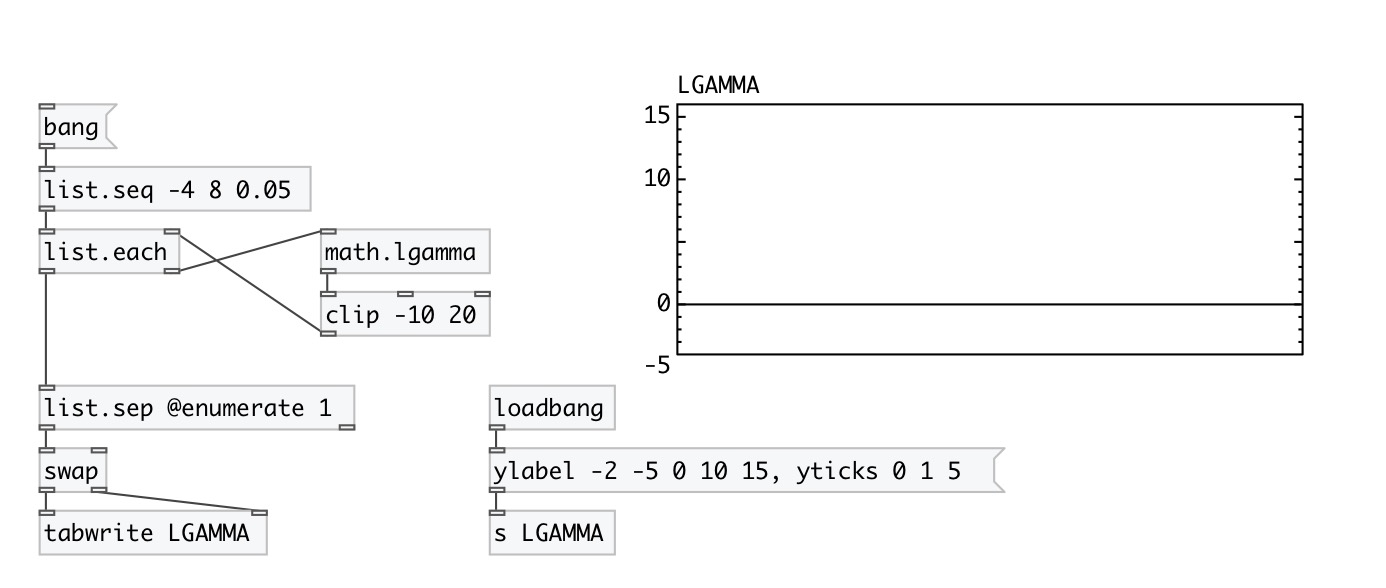 LGAMMA
15
10
0
-5
bang
list.seq -4 8 0.05
list.each
math.lgamma
clip -10 20
list.sep @enumerate 1
loadbang
swap
ylabel -2 -5 0 10 15, yticks 0 1 5
tabwrite LGAMMA
s LGAMMA